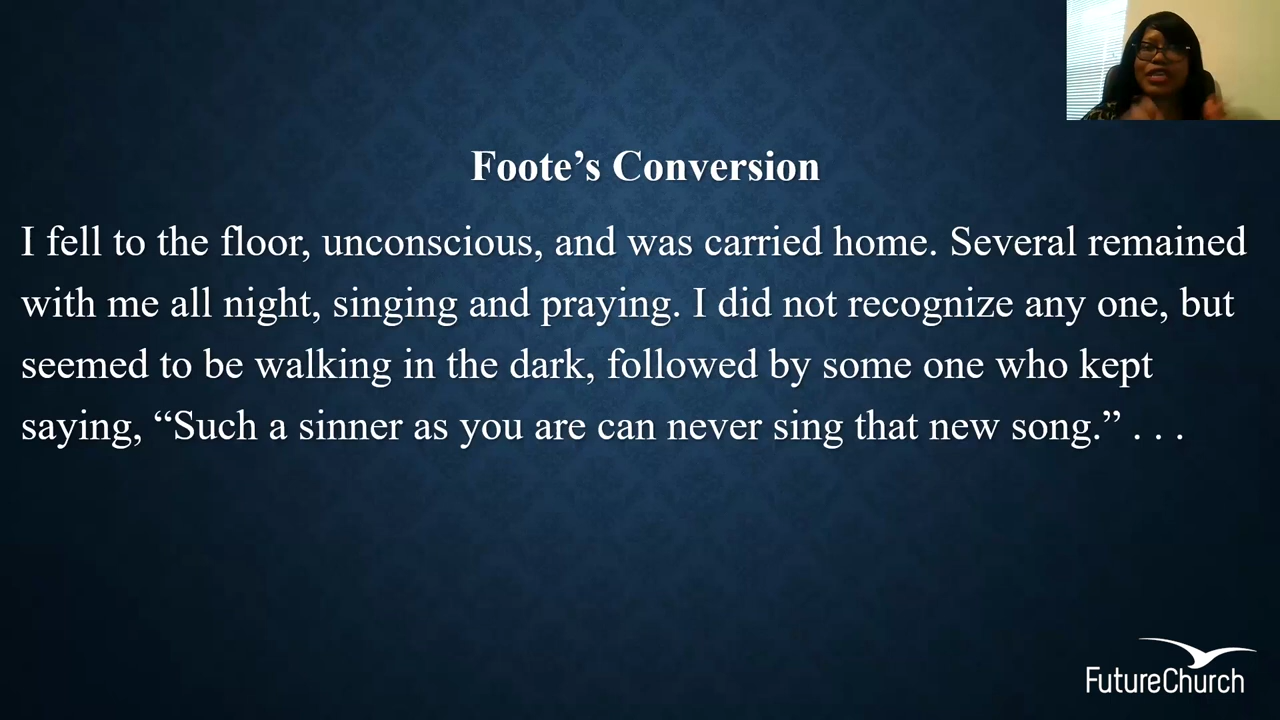 Foote’s Conversion
I fell to the floor, unconscious, and was carried home. Several remained
with me all night, singing and praying. I did not recognize any one, but
seemed to be walking in the dark, followed by some one who kept
saying, “Such a sinner as you are can never sing that new song.” . . .
FutureChurch